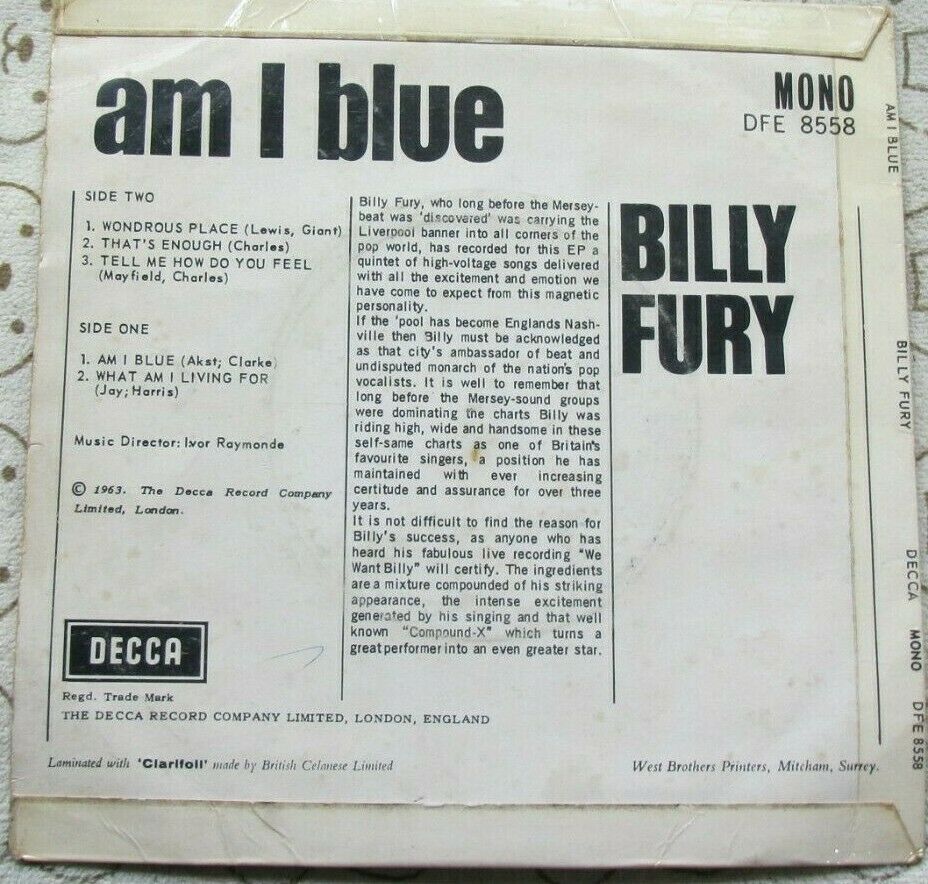 am I blue
MONO
DFE 8558
SIDE TWO
1. WONDROUS PLACE (Lewis, Giant)
2. THAT'S ENOUGH (Charles)
3. TELL ME HOW DO YOU FEEL
(Mayfield, Charles)
SIDE ONE
1. AM I BLUE (Akst; Clarke)
2. WHAT AM I LIVING FOR
(Jay; Harris)
Music Director: Ivor Raymonde
© 1963. The Decca Record Company
Limited, London.
DECCA
Regd. Trade Mark
THE DECCA RECORD COMPANY LIMITED, LONDON, ENGLAND
Billy Fury, who long before the Mersey-
beat was 'discovered' was carrying the
Liverpool banner into all corners of the
pop world, has recorded for this EP a
quintet of high-voltage songs delivered
with all the excitement and emotion we
have come to expect from this magnetic
personality.
If the 'pool has become Englands Nash-
ville then Billy must be acknowledged
as that city's ambassador of beat and
undisputed monarch of the nation's pop
vocalists. It is well to remember that
long before the Mersey-sound groups
were dominating the charts Billy was
riding high, wide and handsome in these
self-same charts as one of Britain's
favourite singers, a position he has
maintained with ever increasing
certitude and assurance for over three
years.
It is not difficult to find the reason for
Billy's success, as anyone who has
heard his fabulous live recording "We
Want Billy" will certify. The ingredients
are a mixture compounded of his striking
appearance, the intense excitement
generated by his singing and that well
known "Compound-X" which turns a
great performer into an even greater star.
BILLY
FURY
Laminated with 'Clarifoil' made by British Celanese Limited
West Brothers Printers, Mitcham, Surrey.
AM I BLUE
BILLY FURY
DECCA
MONO
DFE 8558